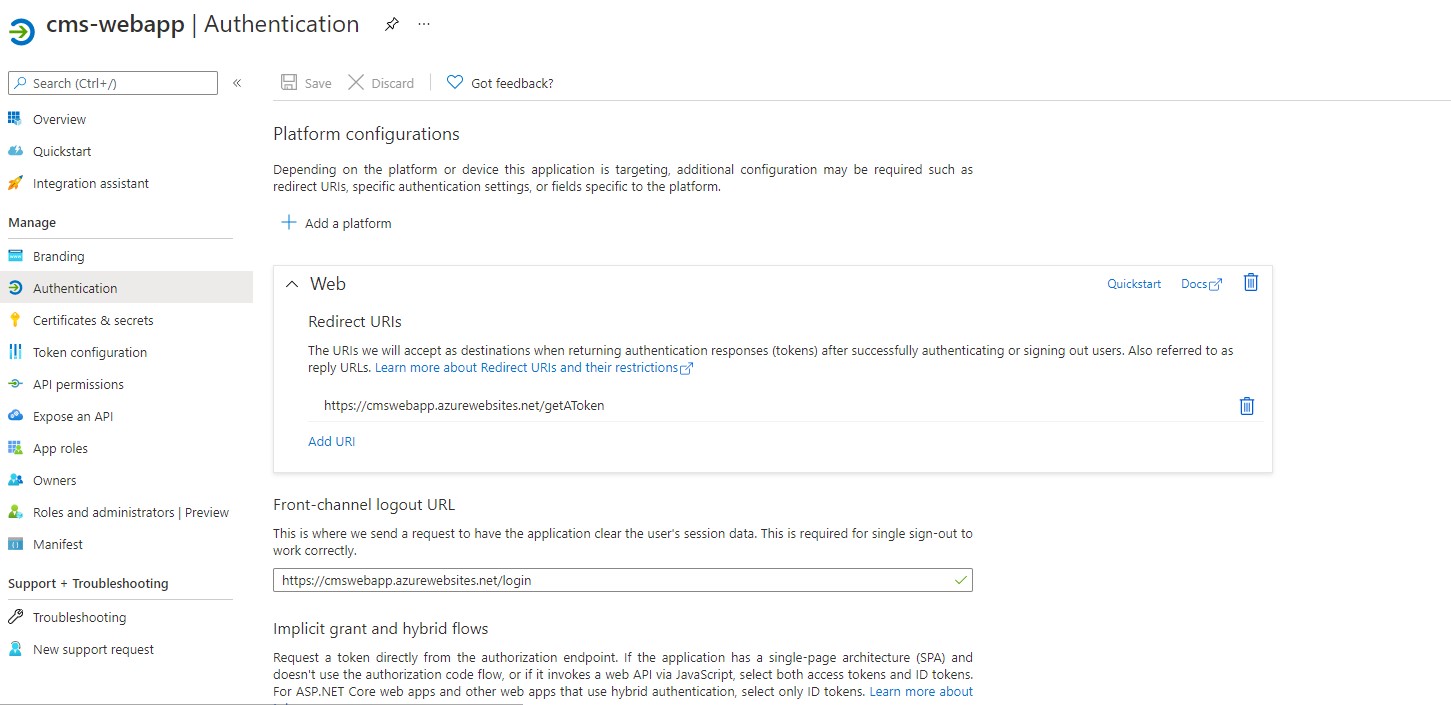 cms-webapp | Authentication
Search (Ctrl+/)
Overview
Quickstart
Integration assistant
Manage
Branding
Authentication
Certificates & secrets
Token configuration
API permissions
Expose an API
App roles
Owners
Roles and administrators | Preview
Manifest
Support + Troubleshooting
Troubleshooting
New support request
Save Discard Got feedback?
Platform configurations
Depending on the platform or device this application is targeting, additional configuration may be required such as
redirect URIs, specific authentication settings, or fields specific to the platform.
Add a platform
Web Quickstart Docs
Redirect URIs
The URIs we will accept as destinations when returning authentication responses (tokens) after successfully authenticating or signing out users. Also referred to as
reply URLs. Learn more about Redirect URIs and their restrictions
https://cmswebapp.azurewebsites.net/getAToken
Add URI
Front-channel logout URL
This is where we send a request to have the application clear the user's session data. This is required for single sign-out to
work correctly.
https://cmswebapp.azurewebsites.net/login
Implicit grant and hybrid flows
Request a token directly from the authorization endpoint. If the application has a single-page architecture (SPA) and
doesn't use the authorization code flow, or if it invokes a web API via JavaScript, select both access tokens and ID tokens.
For ASP.NET Core web apps and other web apps that use hybrid authentication, select only ID tokens. Learn more about